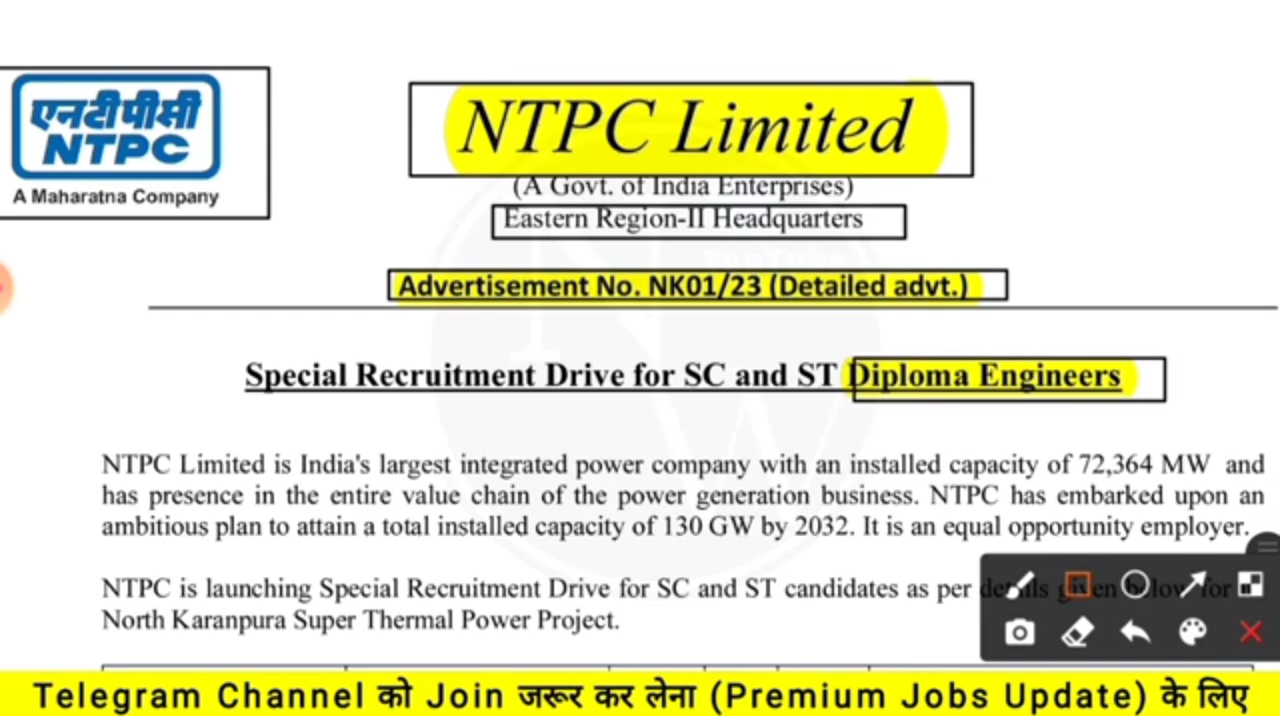 एनटीपीसी
NTPC
A Maharatna Company
NTPC Limited
(A Govt. of India Enterprises)
Eastern Region-II Headquarters
Advertisement No. NK01/23 (Detailed advt.)
Special Recruitment Drive for SC and ST Diploma Engineers
NTPC Limited is India's largest integrated power company with an installed capacity of 72,364 MW and
has presence in the entire value chain of the power generation business. NTPC has embarked upon an
ambitious plan to attain a total installed capacity of 130 GW by 2032. It is an equal opportunity employer.
NTPC is launching Special Recruitment Drive for SC and ST candidates as per details given below for
North Karanpura Super Thermal Power Project.
Telegram Channel को Join जरूर कर लेना (Premium Jobs Update) के लिए